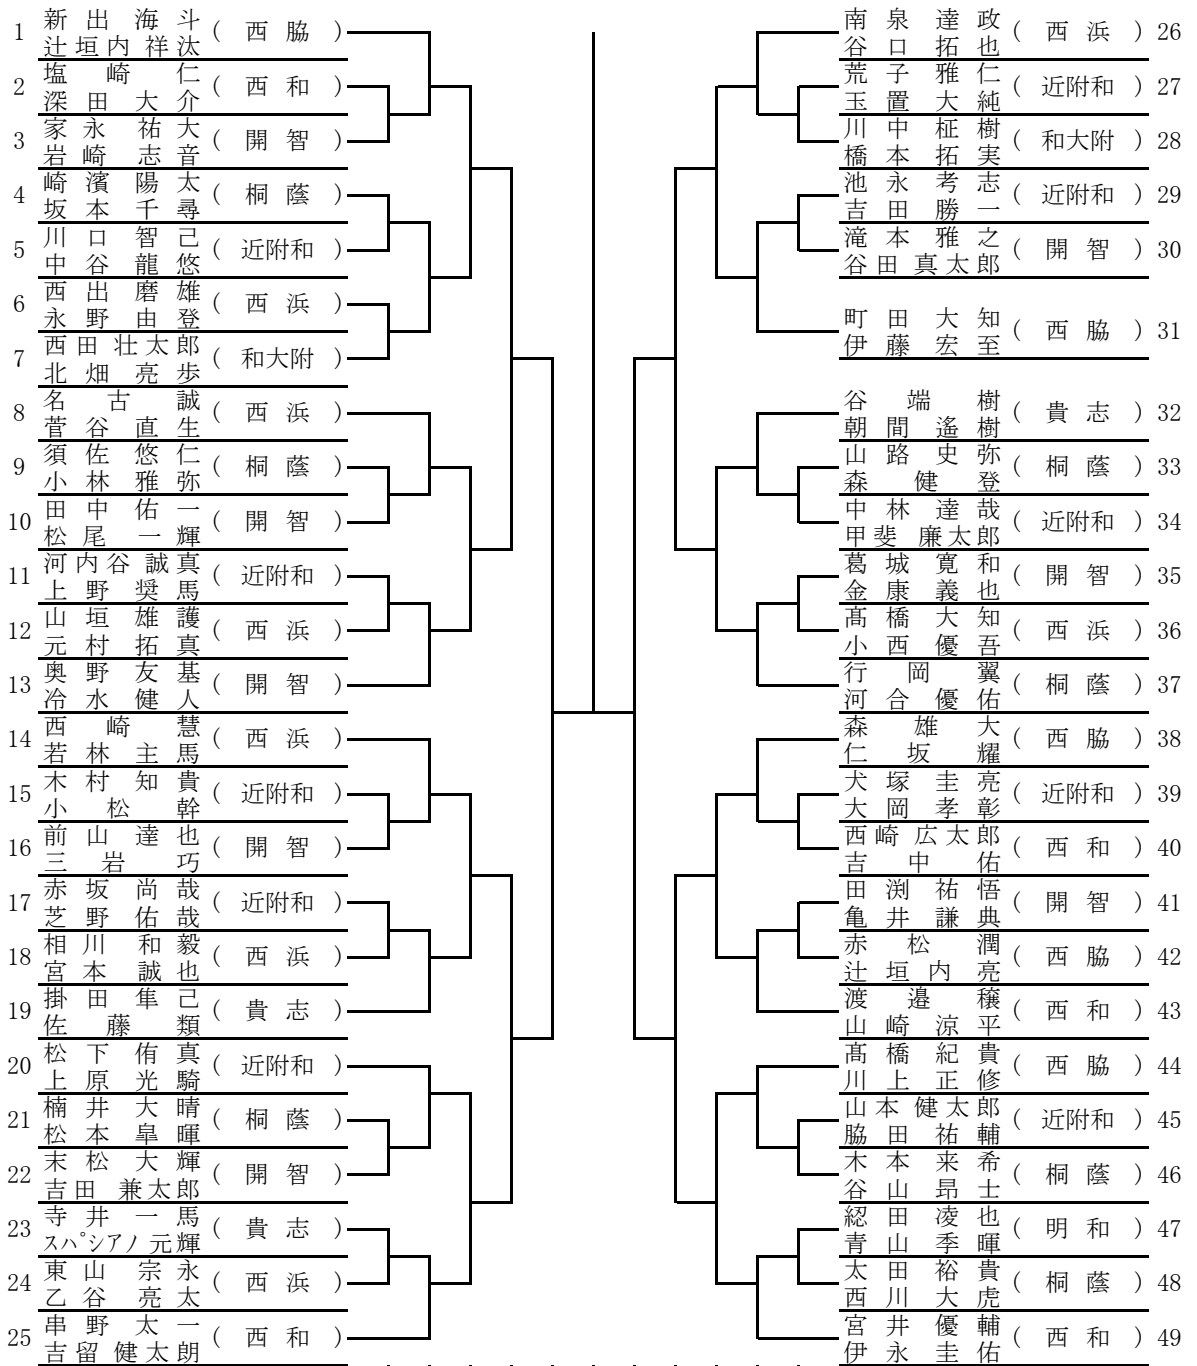 1 新出海斗 ( 西脇 )
辻垣内祥汰
2 塩崎仁 ( 西和 )
深田大介
3 家永祐大 ( 開智 )
岩崎志音
4 崎濱陽太 ( 桐蔭 )
坂本千尋
5 川口智己 ( 近附和 )
中谷龍悠
6 西出磨雄 ( 西浜 )
永野由登
7 西田壮太郎 ( 和大附 )
北畑亮歩
8 名古誠 ( 西浜 )
菅谷直生
9 須佐悠仁 ( 桐蔭 )
小林雅弥
10 田中佑一 ( 開智 )
松尾一輝
11 河内谷誠真 ( 近附和 )
上野奨馬
12 山垣雄護 ( 西浜 )
元村拓真
13 奥野友基 ( 開智 )
冷水健人
14 西崎慧 ( 西浜 )
若林主馬
15 木村知貴 ( 近附和 )
小松幹
16 前山達也 ( 開智 )
三岩巧
17 赤坂尚哉 ( 近附和 )
芝野佑哉
18 相川和毅 ( 西浜 )
宮本誠也
19 掛田隼己 ( 貴志 )
佐藤類
20 松下侑真 ( 近附和 )
上原光騎
21 楠井大晴 ( 桐蔭 )
松本皐暉
22 末松大輝 ( 開智 )
吉田兼太郎
23 寺井一馬 ( 貴志 )
スパシアノ元輝
24 東山宗永 ( 西浜 )
乙谷亮太
25 串野太一 ( 西和 )
吉留健太朗
南泉達政 ( 西浜 ) 26
谷口拓也
荒子雅仁 ( 近附和 ) 27
玉置大純
川中柾樹 ( 和大附 ) 28
橋本拓実
池永考志 ( 近附和 ) 29
吉田勝一
滝本雅之 ( 開智 ) 30
谷田真太郎
町田大知 ( 西脇 ) 31
伊藤宏至
谷端樹 ( 貴志 ) 32
朝間遙樹
山路史弥 ( 桐蔭 ) 33
森健登
中林達哉 ( 近附和 ) 34
甲斐廉太郎
葛城寛和 ( 開智 ) 35
金康義也
髙橋大知 ( 西浜 ) 36
小西優吾
行岡翼 ( 桐蔭 ) 37
河合優佑
森雄大 ( 西脇 ) 38
仁坂耀
犬塚圭亮 ( 近附和 ) 39
大岡孝彰
西崎広太郎 ( 西和 ) 40
吉中佑
田渕祐悟 ( 開智 ) 41
亀井謙典
赤松潤 ( 西脇 ) 42
辻垣内亮
渡邉穣 ( 西和 ) 43
山崎涼平
髙橋紀貴 ( 西脇 ) 44
川上正修
山本健太郎 ( 近附和 ) 45
脇田祐輔
木本来希 ( 桐蔭 ) 46
谷山昂士
綛田凌也 ( 明和 ) 47
青山季暉
太田裕貴 ( 桐蔭 ) 48
西川大虎
宮井優輔 ( 西和 ) 49
伊永圭佑